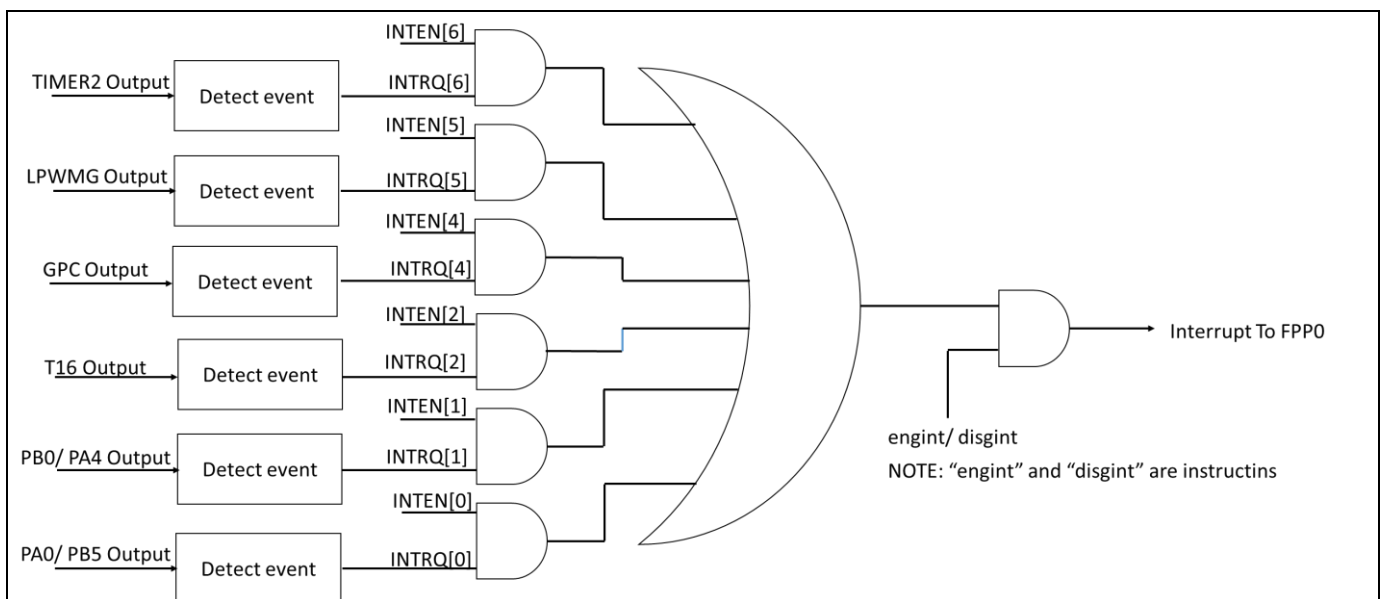 INTEN[6]
TIMER2 Output
Detect event
INTRQ[6]
INTEN[5]
LPWMG Output
Detect event
INTRQ[5]
INTEN[4]
GPC Output
Detect event
INTRQ[4]
INTEN[2]
T16 Output
Detect event
INTRQ[2]
INTEN[1]
PB0/ PA4 Output
Detect event
INTRQ[1]
INTEN[0]
PA0/ PB5 Output
Detect event
INTRQ[0]
Interrupt To FPP0
engint/ disgint
NOTE: “engint” and “disgint” are instructins